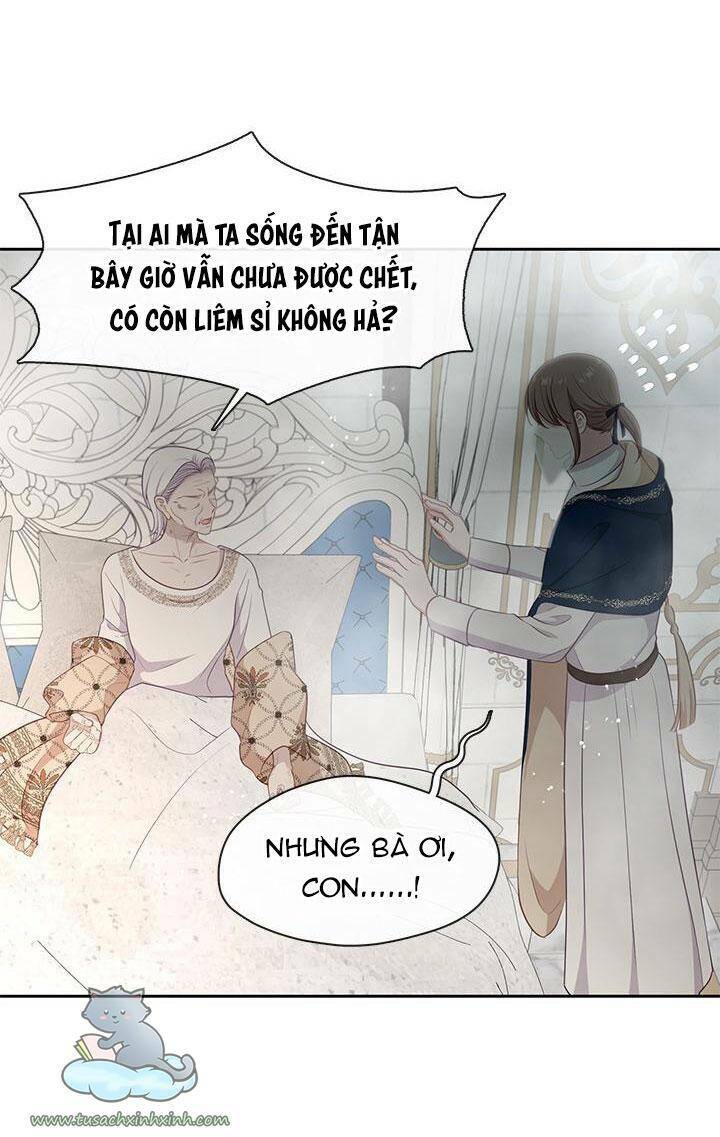 TẠI AI MÀ TA SỐNG ĐẾN TẬN
BÂY GIỜ VẪN CHƯA ĐƯỢC CHẾT,
CÓ CÒN LIÊM SỈ KHÔNG HẢ?
NHƯNG BÀ ƠI,
CON......!
www.tusachxinhxinh.com